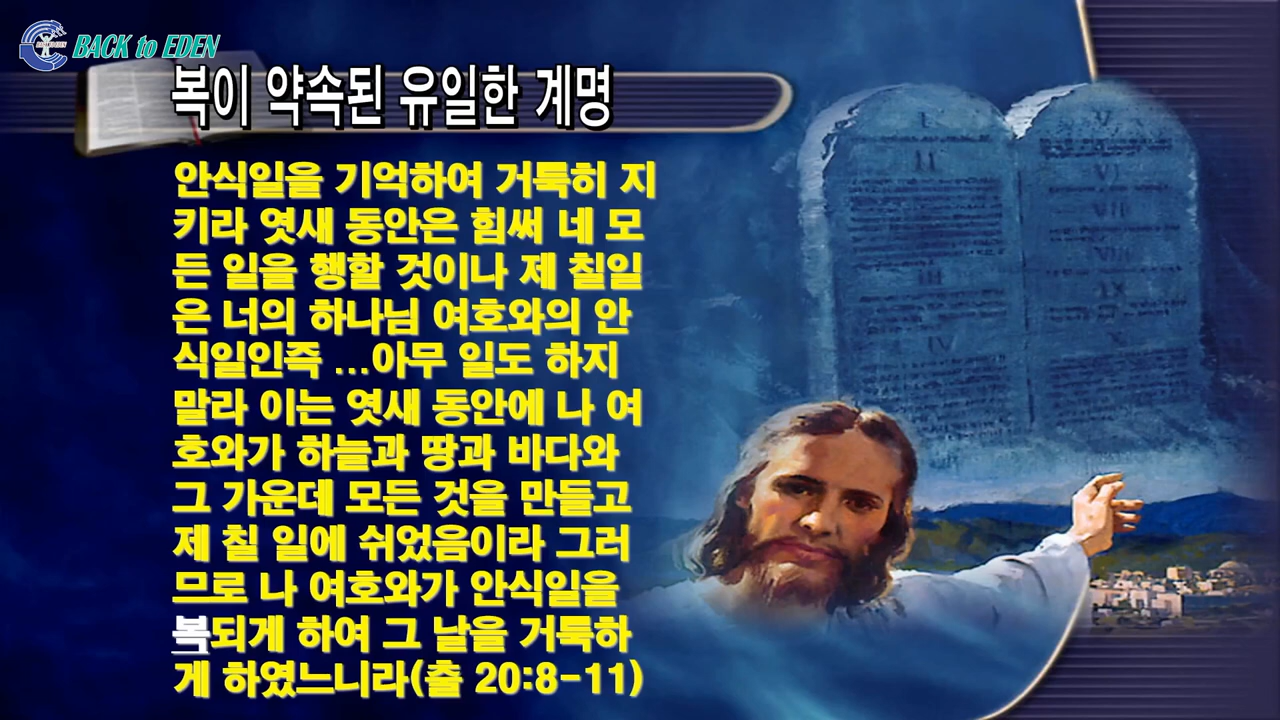 BACK to EDEN
복이 약속된 유일한 계명
안식일을 기억하여 거룩히 지
키라 엿새 동안은 힘써 네 모
든 일을 행할 것이나 제 칠일
은 너의 하나님 여호와의 안
식일인즉 …아무 일도 하지
말라 이는 엿새 동안에 나 여
호와가 하늘과 땅과 바다와
그 가운데 모든 것을 만들고
제 칠 일에 쉬었음이라 그러
므로 나 여호와가 안식일을
복되게 하여 그 날을 거룩하
게 하였느니라(출 20:8-11)
I
II
III
IV
V
VI
VII
VIII
IX
X